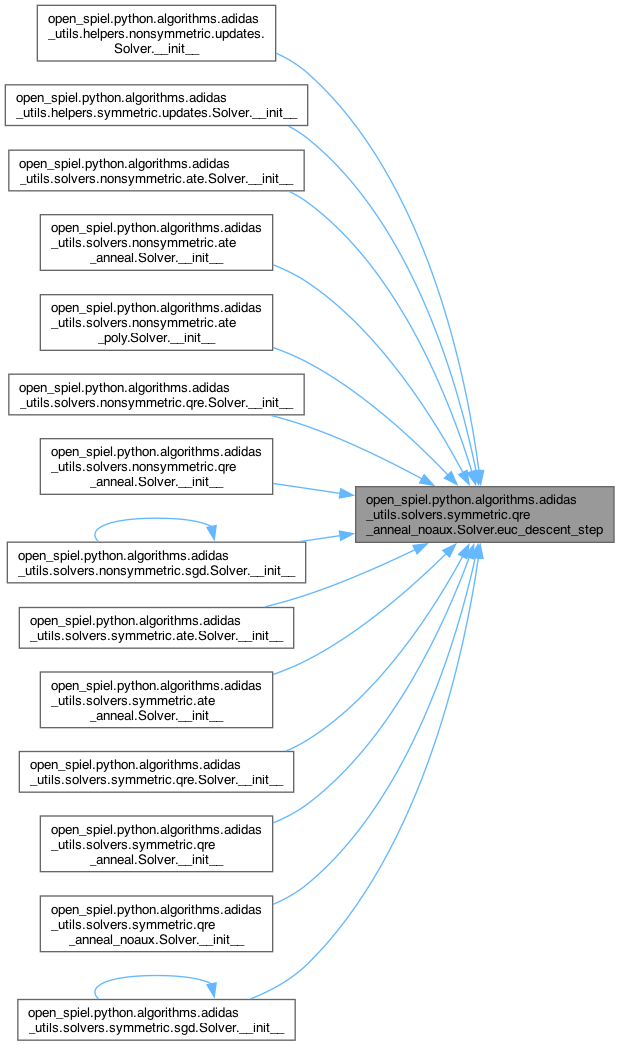 open_spiel.python.algorithms.adidas
_utils.helpers.nonsymmetric.updates.
Solver.__init__
open_spiel.python.algorithms.adidas
_utils.helpers.symmetric.updates.Solver.__init__
open_spiel.python.algorithms.adidas
_utils.solvers.nonsymmetric.ate.Solver.__init__
open_spiel.python.algorithms.adidas
_utils.solvers.nonsymmetric.ate
_anneal.Solver.__init__
open_spiel.python.algorithms.adidas
_utils.solvers.nonsymmetric.ate
_poly.Solver.__init__
open_spiel.python.algorithms.adidas
_utils.solvers.nonsymmetric.qre.Solver.__init__
open_spiel.python.algorithms.adidas
_utils.solvers.nonsymmetric.qre
_anneal.Solver.__init__
open_spiel.python.algorithms.adidas
_utils.solvers.symmetric.qre
_anneal_noaux.Solver.euc_descent_step
open_spiel.python.algorithms.adidas
_utils.solvers.nonsymmetric.sgd.Solver.__init__
open_spiel.python.algorithms.adidas
_utils.solvers.symmetric.ate.Solver.__init__
open_spiel.python.algorithms.adidas
_utils.solvers.symmetric.ate
_anneal.Solver.__init__
open_spiel.python.algorithms.adidas
_utils.solvers.symmetric.qre.Solver.__init__
open_spiel.python.algorithms.adidas
_utils.solvers.symmetric.qre
_anneal.Solver.__init__
open_spiel.python.algorithms.adidas
_utils.solvers.symmetric.qre
_anneal_noaux.Solver.__init__
open_spiel.python.algorithms.adidas
_utils.solvers.symmetric.sgd.Solver.__init__